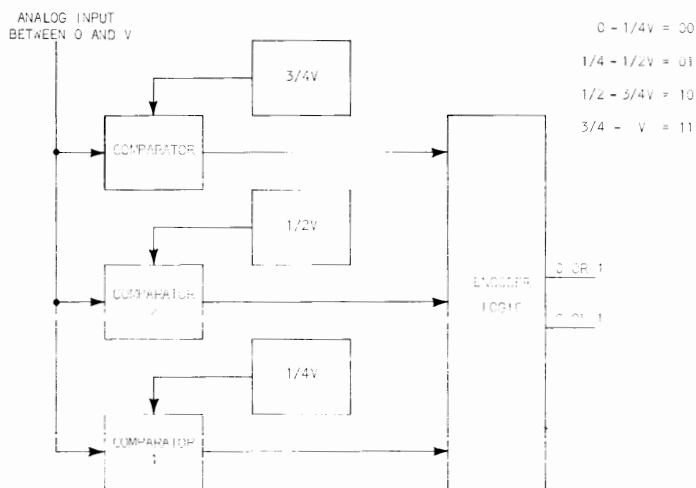 ANALOG INPUT
BETWEEN 0 AND V
0 - 1/4V = 00
1/4 - 1/2V = 01
1/2 - 3/4V = 10
3/4 - V = 11
3/4V
COMPARATOR
1/2V
COMPARATOR
2
ENCODER
LOGIC
0 OR 1
0 OR 1
1/4V
COMPARATOR
1